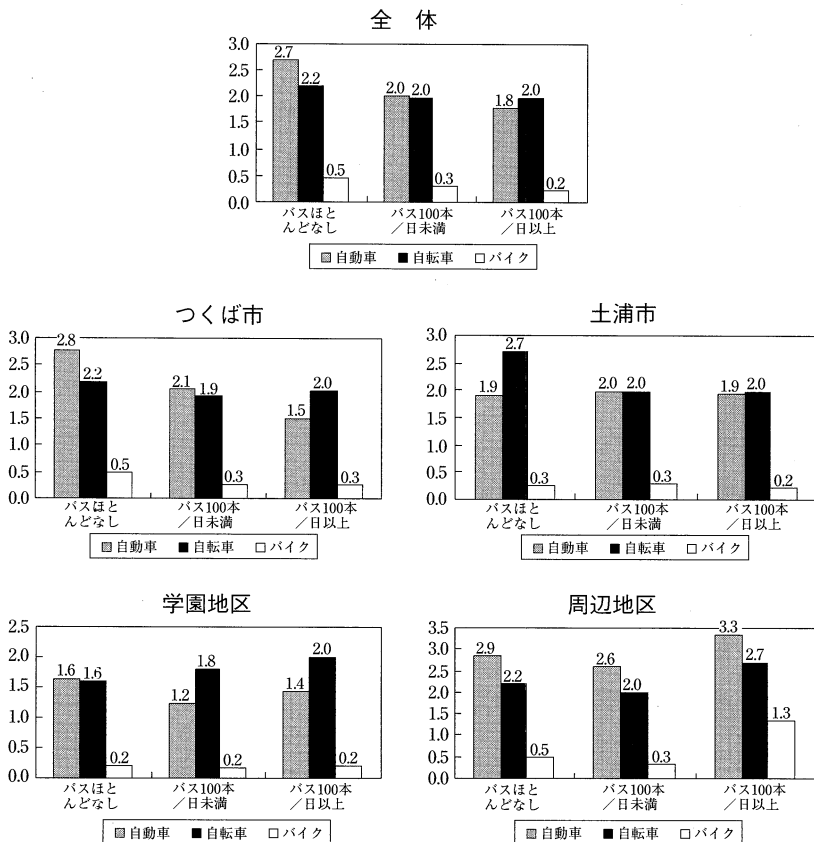 全　体
3.0
2.5
2.0
1.5
1.0
0.5
0.0
2.7
2.2
0.5
2.0
2.0
0.3
1.8
2.0
0.2
バスほと
んどなし
バス100本
／日未満
バス100本
／日以上
自動車 自転車 バイク
つくば市
3.0
2.5
2.0
1.5
1.0
0.5
0.0
2.8
2.2
0.5
2.1
1.9
0.3
1.5
2.0
0.3
バスほと
んどなし
バス100本
／日未満
バス100本
／日以上
自動車 自転車 バイク
土浦市
3.0
2.5
2.0
1.5
1.0
0.5
0.0
1.9
2.7
0.3
2.0
2.0
0.3
1.9
2.0
0.2
バスほと
んどなし
バス100本
／日未満
バス100本
／日以上
自動車 自転車 バイク
学園地区
2.5
2.0
1.5
1.0
0.5
0.0
1.6
1.6
0.2
1.2
1.8
0.2
1.4
2.0
0.2
バスほと
んどなし
バス100本
／日未満
バス100本
／日以上
自動車 自転車 バイク
周辺地区
3.5
3.0
2.5
2.0
1.5
1.0
0.5
0.0
2.9
2.2
0.5
2.6
2.0
0.3
3.3
2.7
1.3
バスほと
んどなし
バス100本
／日未満
バス100本
／日以上
自動車 自転車 バイク